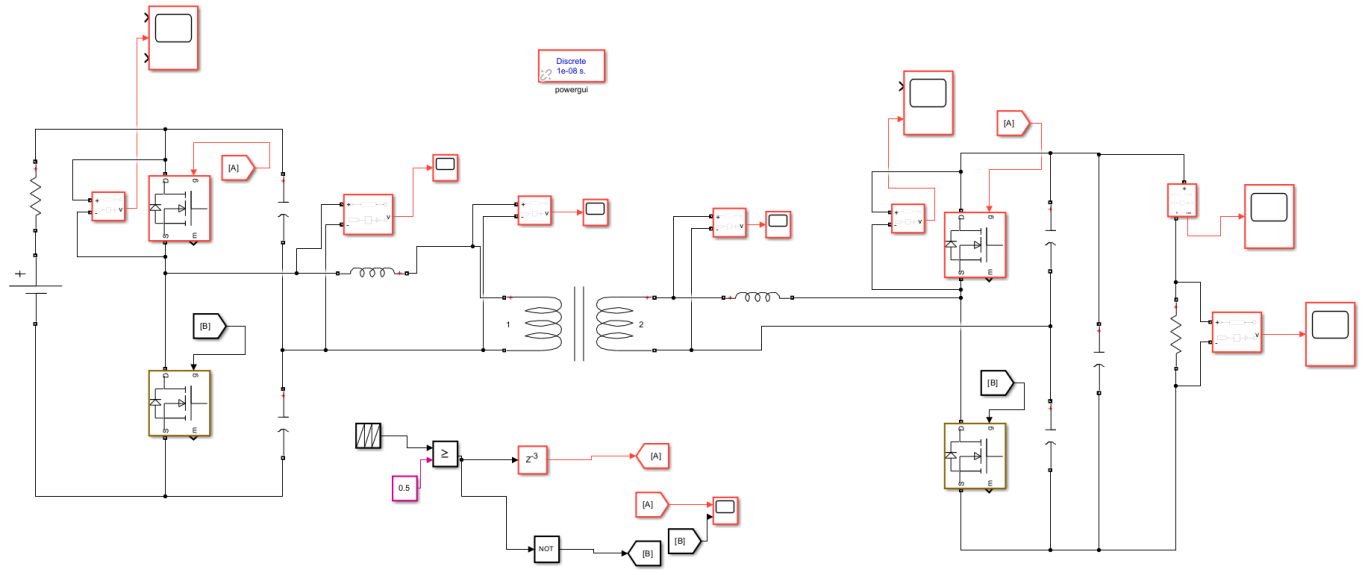 Discrete
1e-08 s.
powergui
[A]
[A]
+
-
v
D
g
S
m
+
-
v
+
-
v
+
-
v
+
-
v
D
g
S
m
+
1
2
[B]
D
g
S
m
+
-
v
[B]
D
g
S
m
≥
0.5
Z-3
[A]
[A]
[B]
NOT
[B]